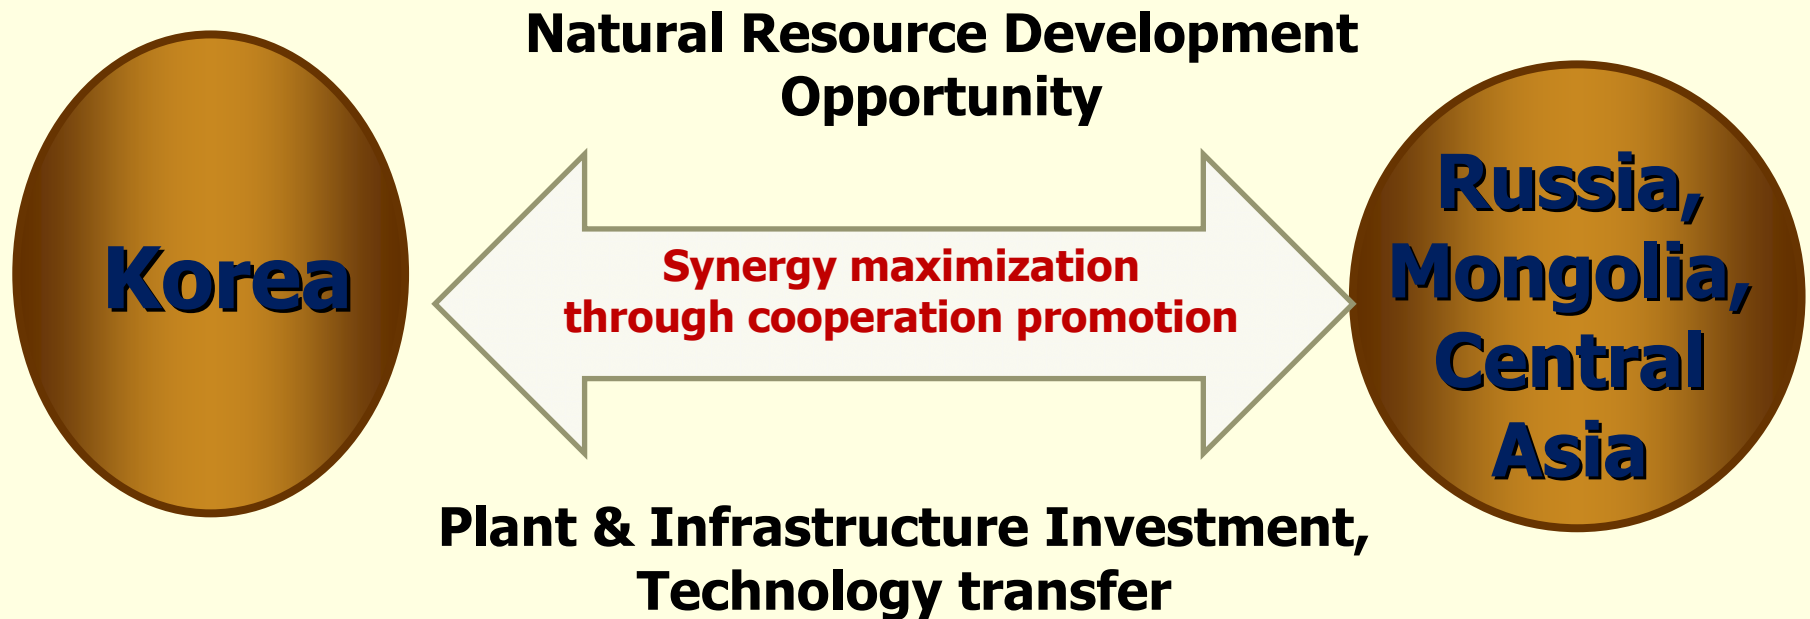 Natural Resource Development
Opportunity
Korea
Synergy maximization
through cooperation promotion
Russia,
Mongolia,
Central
Asia
Plant & Infrastructure Investment,
Technology transfer